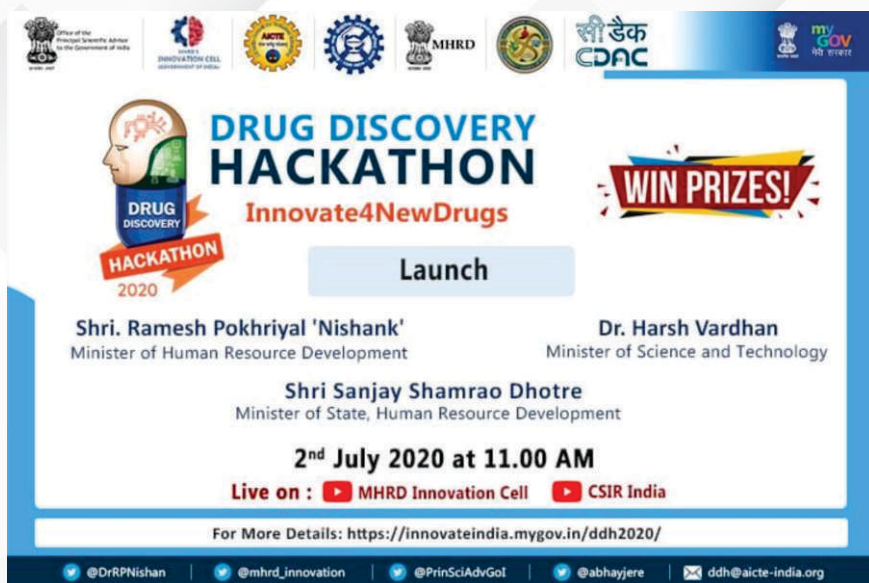 Office of the
Principal Scientific Advisor
to the Government of India
INNOVATION CELL
AICTE
MHRD
सी डैक
CDAC
my
GOV
मेरी सरकार
DRUG DISCOVERY
HACKATHON
Innovate4NewDrugs
WIN PRIZES!
DRUG
DISCOVERY
HACKATHON
2020
Launch
Shri. Ramesh Pokhriyal 'Nishank'
Minister of Human Resource Development
Dr. Harsh Vardhan
Minister of Science and Technology
Shri Sanjay Shamrao Dhotre
Minister of State, Human Resource Development
2nd July 2020 at 11.00 AM
Live on : MHRD Innovation Cell CSIR India
For More Details: https://innovateindia.mygov.in/ddh2020/
@DrRPNishan @mhrd_innovation @PrinSciAdvGoI @abhayjere ddh@aicte-india.org